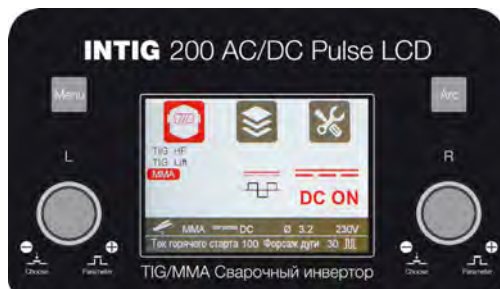 INTIG 200 AC/DC Pulse LCD
Menu
Arc
L
R
TIG HF
TIG Lift
MMA
DC ON
MMA DC Ø 3.2 230V
Ток горячего старта 100 Форсаж дуги 30
Choose
Parameter
Choose
Parameter
TIG/MMA Сварочный инвертор